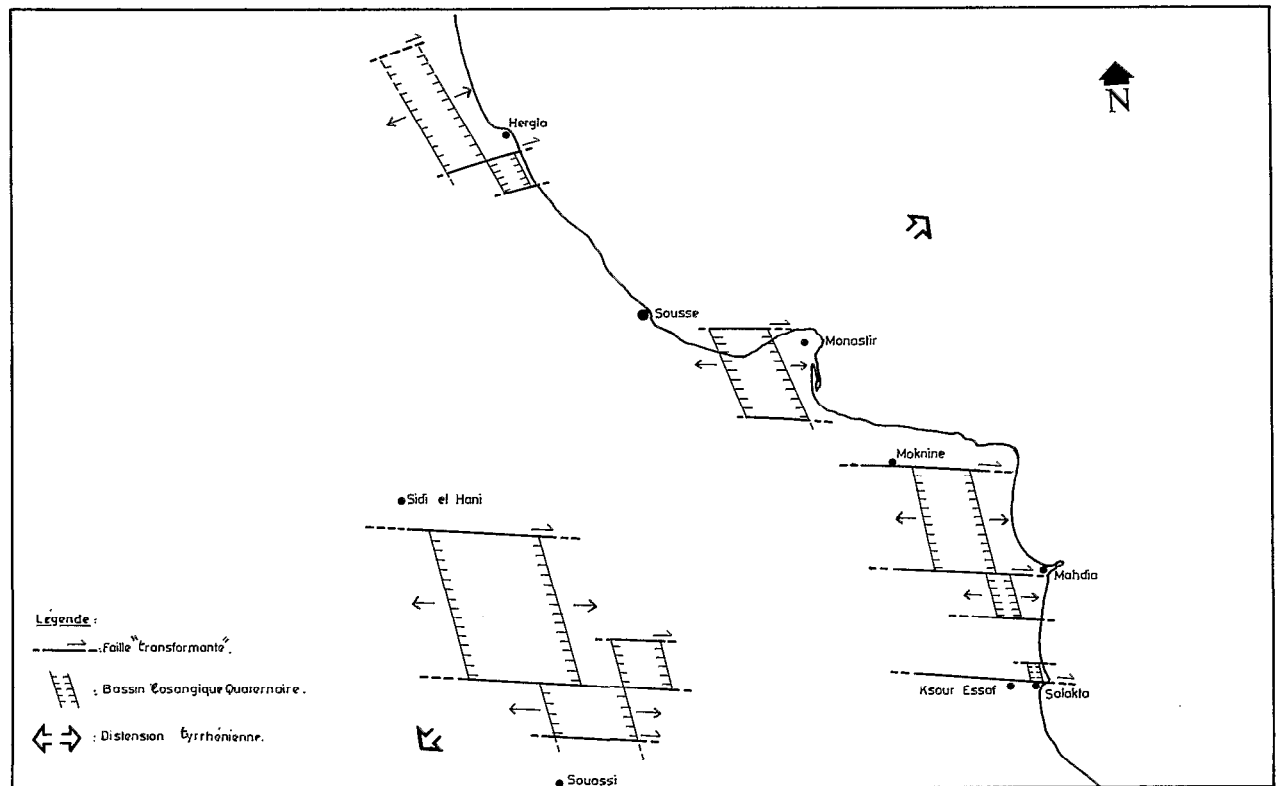 N
Hergla
Sousse
Monastir
Moknine
Sidi el Hani
Mahdia
Ksour Essaf
Salakta
Souassi
Légende :
: Faille "transformante".
: Bassin Losangique Quaternaire.
: Distension tyrrhénienne.